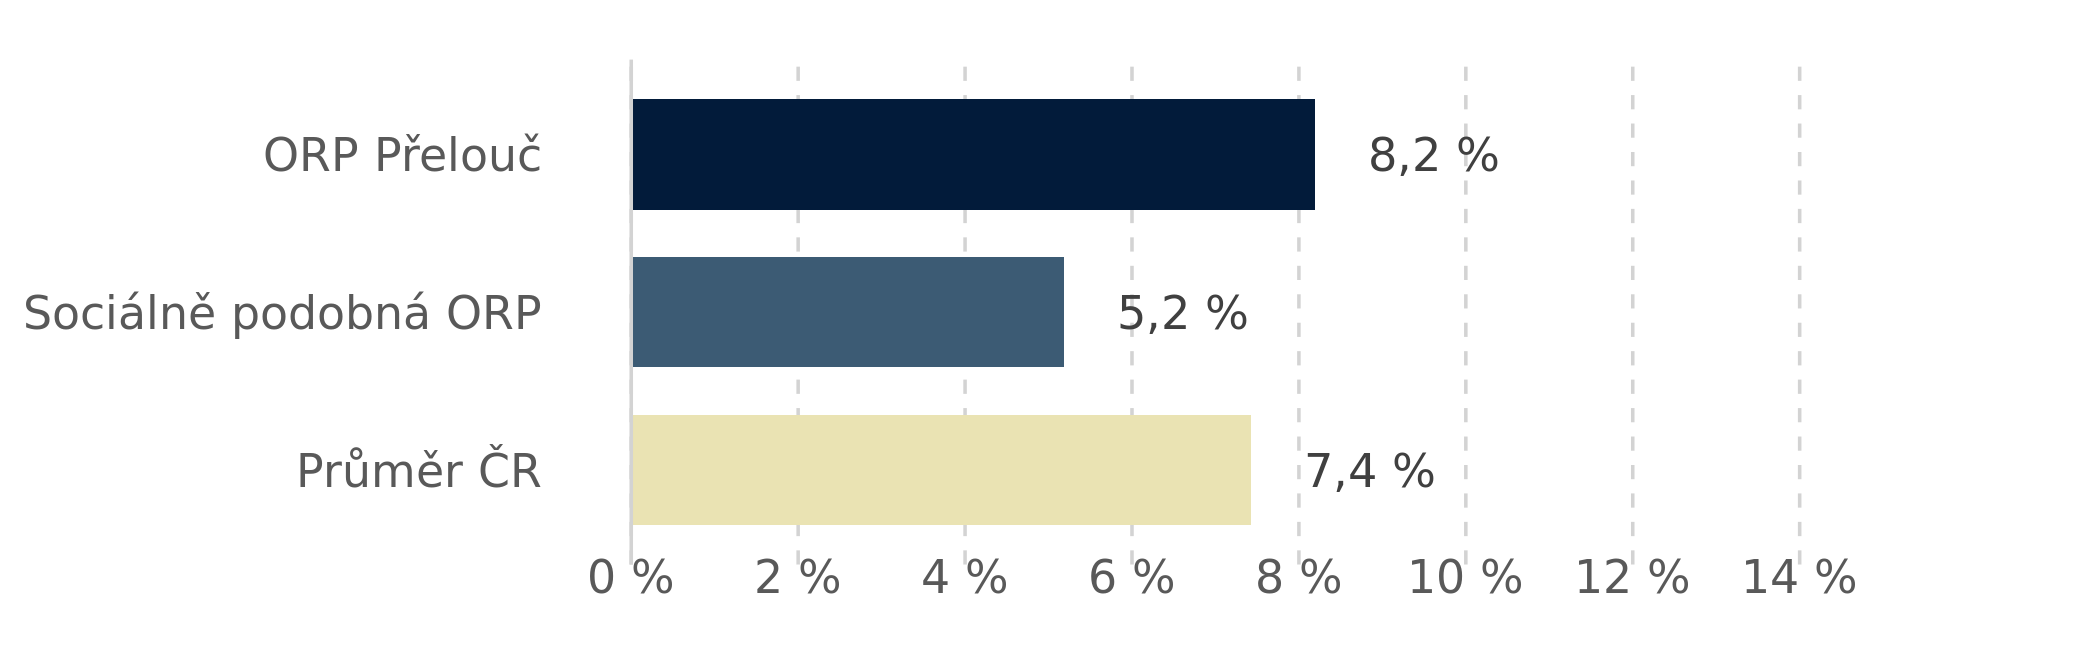 ORP Přelouč 8,2 %
Sociálně podobná ORP 5,2 %
Průměr ČR 7,4 %
0 % 2 % 4 % 6 % 8 % 10 % 12 % 14 %